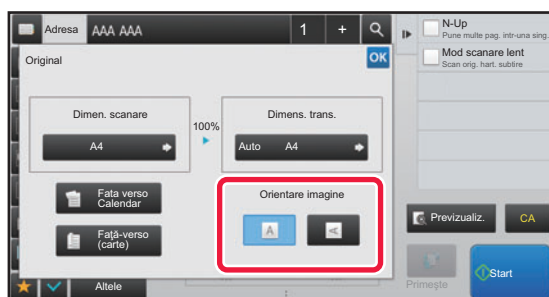 Adresa AAA AAA 1 +
N-Up
Pune multe pag. intr-una sing.
Original
OK
Mod scanare lent
Scan orig. hart. subtire
Dimen. scanare
100%
Dimens. trans.
A4
Auto A4
Fata verso
Calendar
Față-verso
(carte)
Orientare imagine
A A
Previzualiz.
CA
Altele
Primește
Start